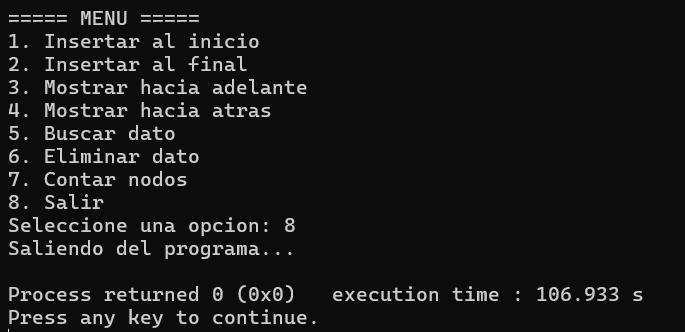 ===== MENU =====
1. Insertar al inicio
2. Insertar al final
3. Mostrar hacia adelante
4. Mostrar hacia atras
5. Buscar dato
6. Eliminar dato
7. Contar nodos
8. Salir
Seleccione una opcion: 8
Saliendo del programa...

Process returned 0 (0x0)   execution time : 106.933 s
Press any key to continue.